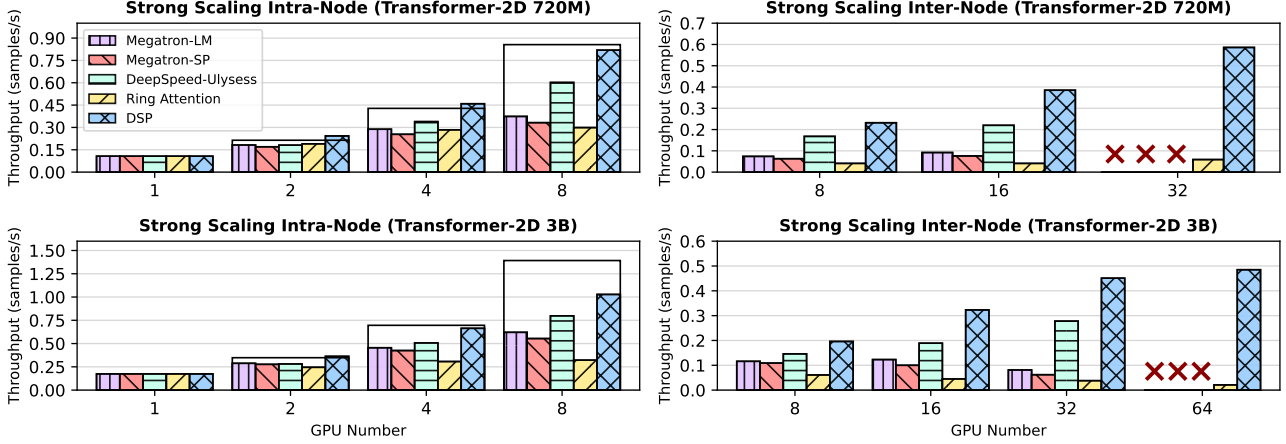 Strong Scaling Intra-Node (Transformer-2D 720M)
Throughput (samples/s)
0.90
0.75
0.60
0.45
0.30
0.15
0.00
Megatron-LM
Megatron-SP
DeepSpeed-Ulysess
Ring Attention
DSP
1
2
4
8
Strong Scaling Inter-Node (Transformer-2D 720M)
Throughput (samples/s)
0.7
0.6
0.5
0.4
0.3
0.2
0.1
0.0
8
16
32
Strong Scaling Intra-Node (Transformer-2D 3B)
Throughput (samples/s)
1.50
1.25
1.00
0.75
0.50
0.25
0.00
1
2
4
8
GPU Number
Strong Scaling Inter-Node (Transformer-2D 3B)
Throughput (samples/s)
0.6
0.5
0.4
0.3
0.2
0.1
0.0
8
16
32
64
GPU Number